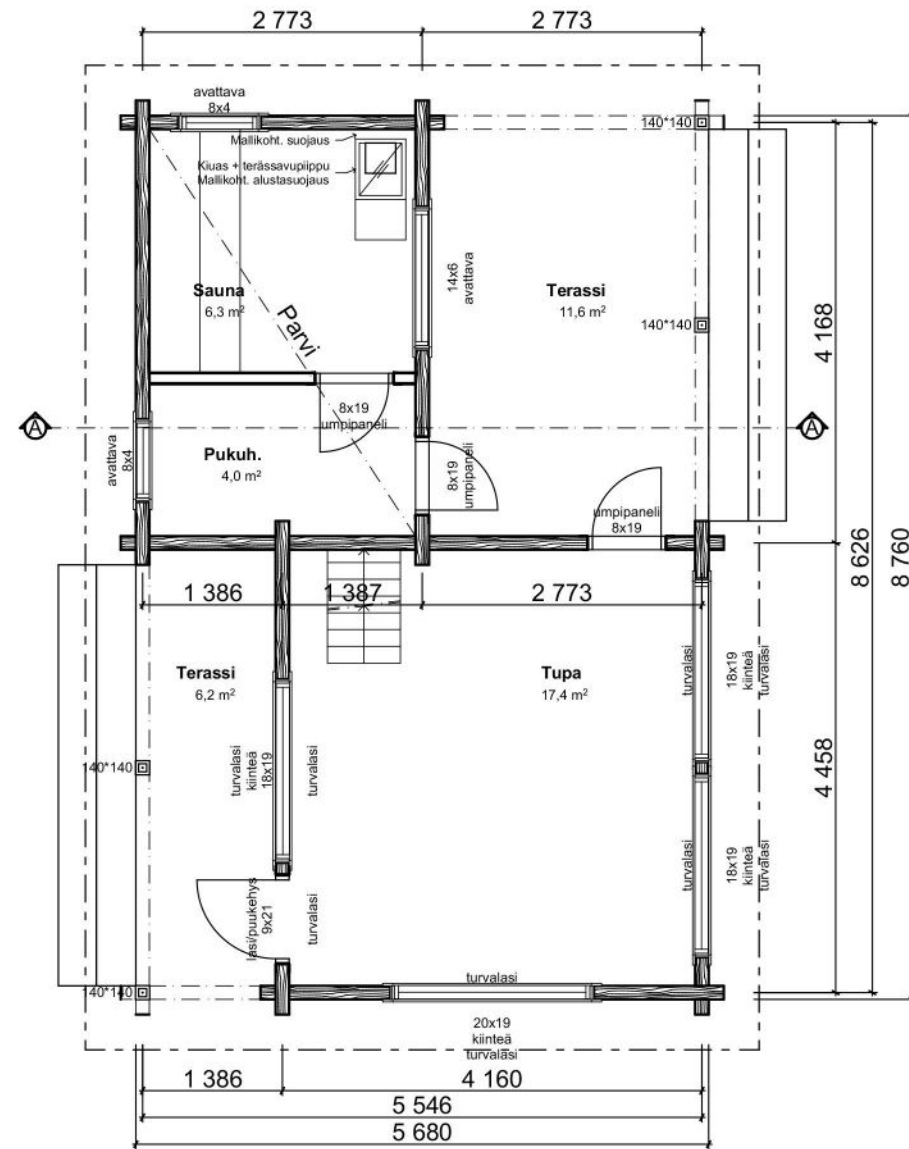 2 773
2 773
avattava
8x4
140*140
Mallikoht. suojaus
Kiuas + terässavupiippu
Mallikoht. alustasuojaus
14x6
avattava
Sauna
6,3 m²
Terassi
11,6 m²
Parvi
140*140
4 168
8x19
umpipaneli
A
A
avattava
8x4
Pukuh.
4,0 m²
8x19
umpipaneli
umpipaneli
8x19
8 626
8 760
1 386
1 387
2 773
Terassi
6,2 m²
Tupa
17,4 m²
turvalasi
18x19
kiinteä
turvalasi
turvalasi
kiinteä
18x19
turvalasi
140*140
4 458
turvalasi
18x19
kiinteä
turvalasi
lasi/puukehys
9x21
turvalasi
140*140
turvalasi
20x19
kiinteä
turvalasi
1 386
4 160
5 546
5 680